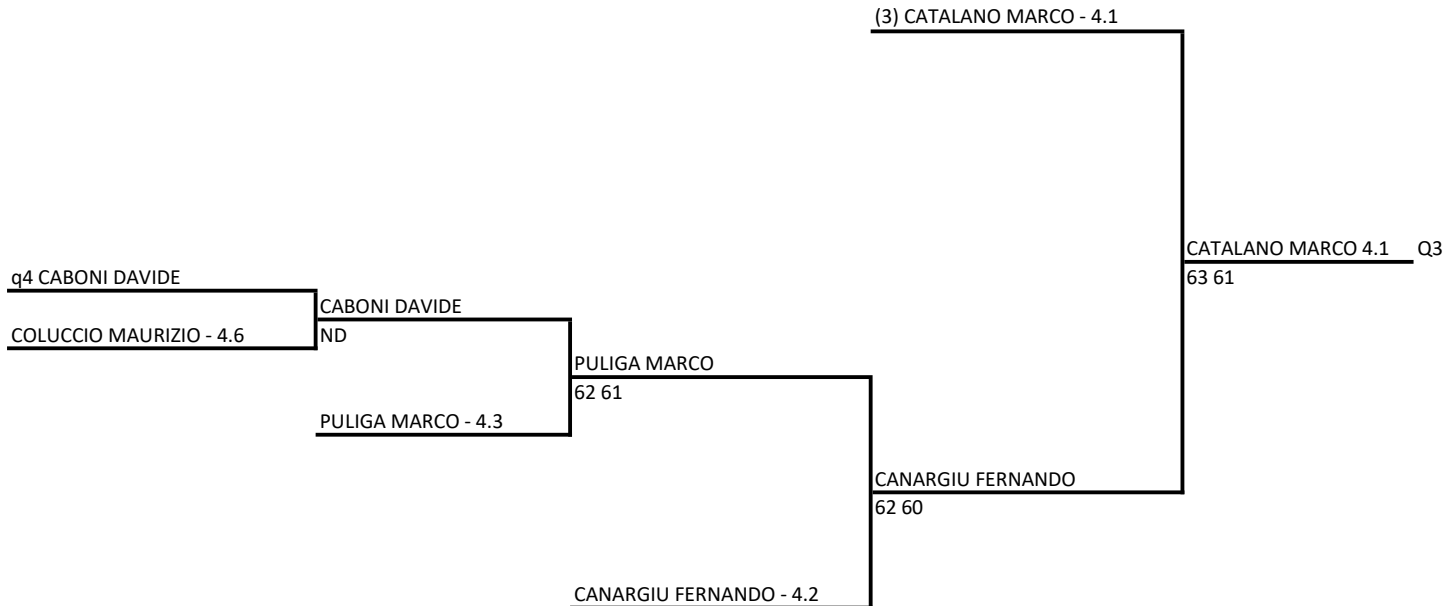 (3) CATALANO MARCO - 4.1
CATALANO MARCO 4.1 Q3
63 61
q4 CABONI DAVIDE
CABONI DAVIDE
COLUCCIO MAURIZIO - 4.6
ND
PULIGA MARCO
62 61
PULIGA MARCO - 4.3
CANARGIU FERNANDO
62 60
CANARGIU FERNANDO - 4.2